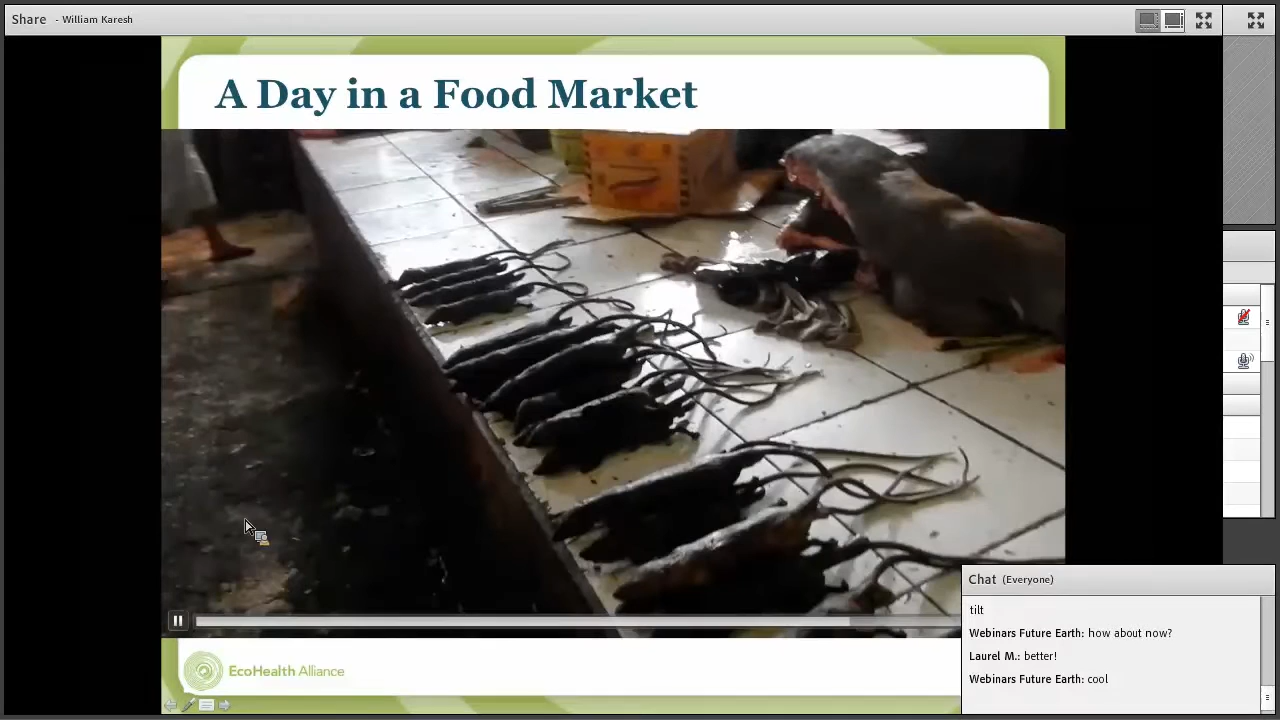 Share - William Karesh
A Day in a Food Market
EcoHealth Alliance
Chat (Everyone)
tilt
Webinars Future Earth: how about now?
Laurel M.: better!
Webinars Future Earth: cool